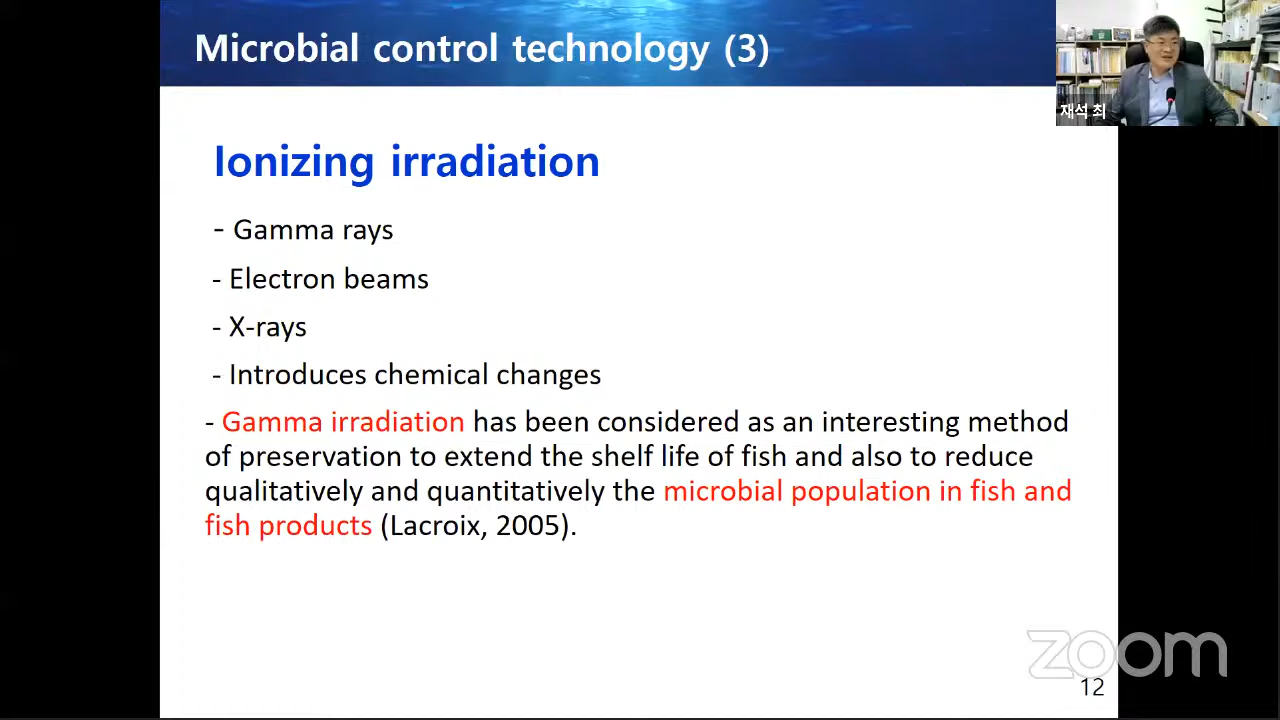 Microbial control technology (3)
재석 최
Ionizing irradiation
- Gamma rays
- Electron beams
- X-rays
- Introduces chemical changes
- Gamma irradiation has been considered as an interesting method
of preservation to extend the shelf life of fish and also to reduce
qualitatively and quantitatively the microbial population in fish and
fish products (Lacroix, 2005).
zoom
12